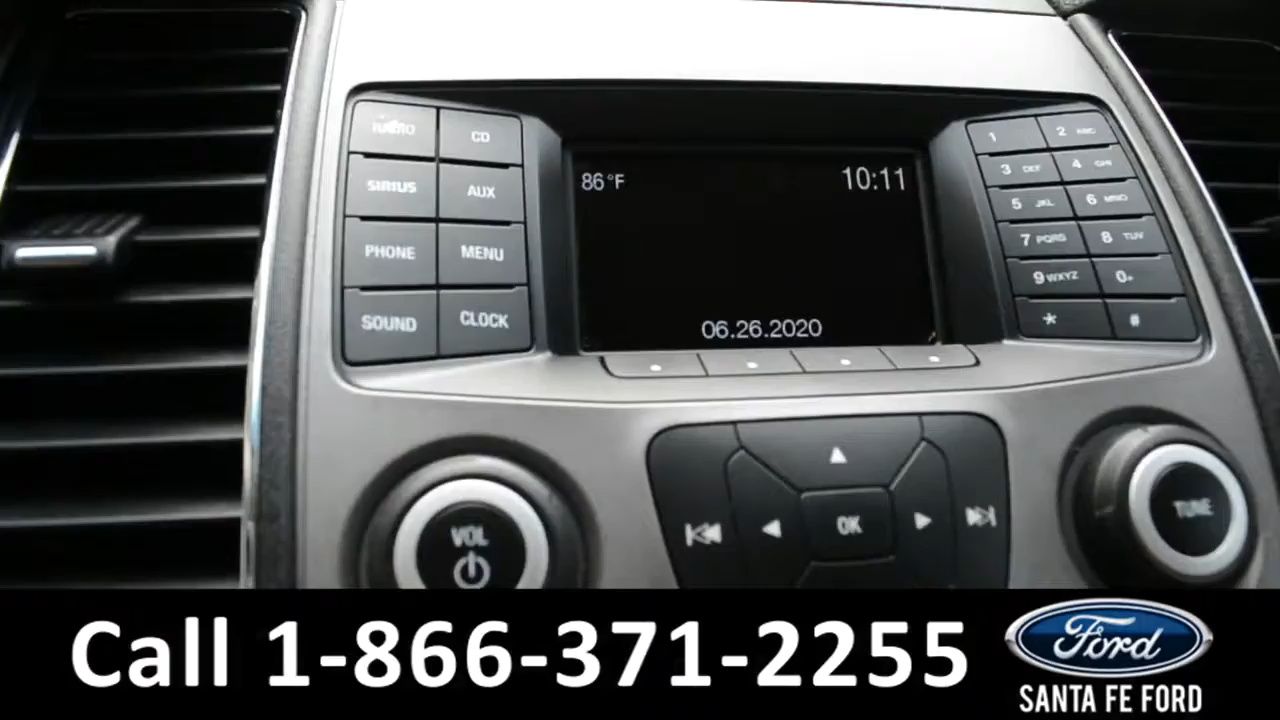 RADIO CD
SIRIUS AUX
PHONE MENU
SOUND CLOCK
86°F 10:11
06.26.2020
1 2 ABC
3 DEF 4 GHI
5 JKL 6 MNO
7 PQRS 8 TUV
9 WXYZ 0+
* #
VOL
OK
TUNE
Call 1-866-371-2255
Ford
SANTA FE FORD